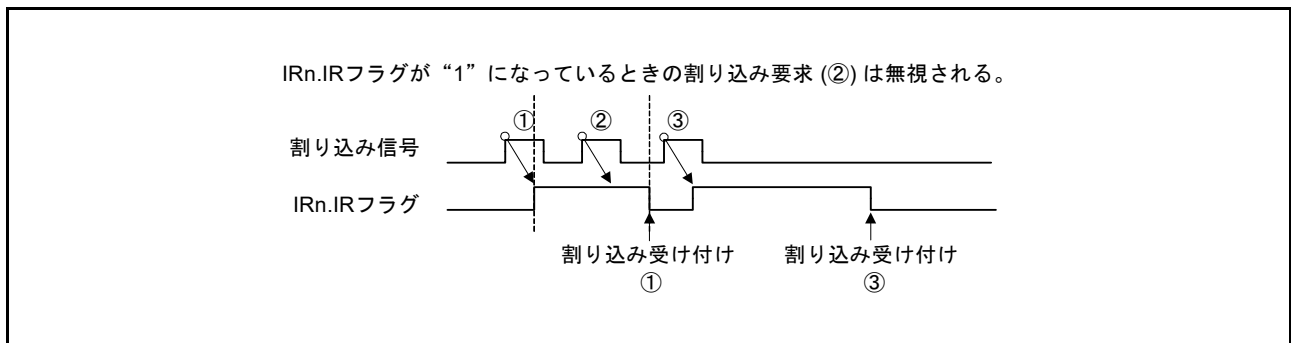 IRn.IRフラグが“1”になっているときの割り込み要求 (②) は無視される。
① ② ③
割り込み信号
IRn.IRフラグ
割り込み受け付け 割り込み受け付け
① ③